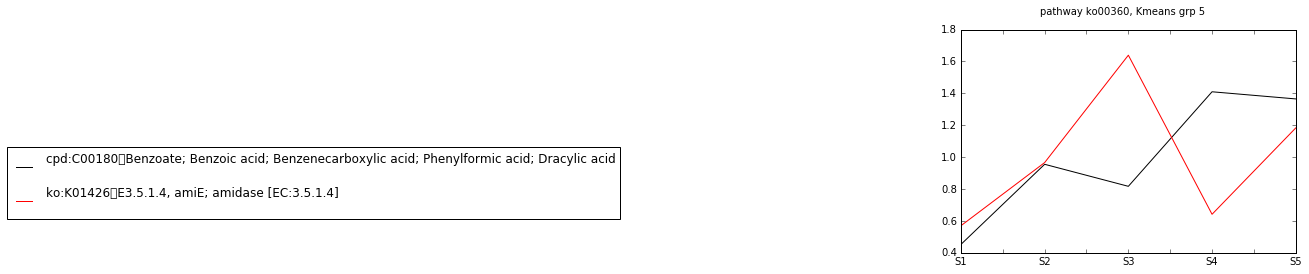 pathway ko00360, Kmeans grp 5
1.8
1.6
1.4
1.2
1.0
0.8
0.6
0.4
S1 S2 S3 S4 S5
cpd:C00180▯Benzoate; Benzoic acid; Benzenecarboxylic acid; Phenylformic acid; Dracylic acid
ko:K01426▯E3.5.1.4, amiE; amidase [EC:3.5.1.4]